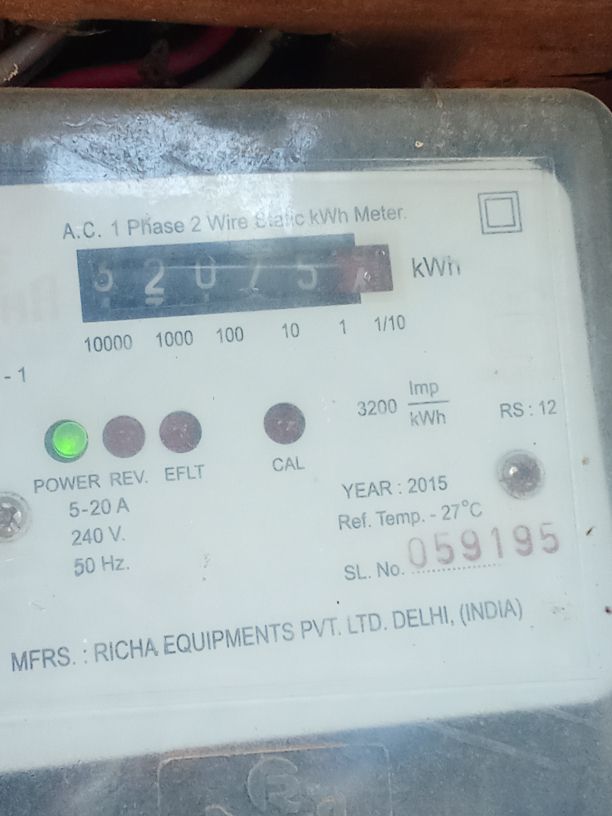 A.C. 1 Phase 2 Wire Static kWh Meter.
kWh
10000 1000 100 10 1 1/10
- 1
3200 Imp/kWh
RS : 12
POWER REV. EFLT CAL
5-20 A
240 V.
50 Hz.
YEAR : 2015
Ref. Temp. - 27°C
SL. No. 059195
MFRS. : RICHA EQUIPMENTS PVT. LTD. DELHI, (INDIA)